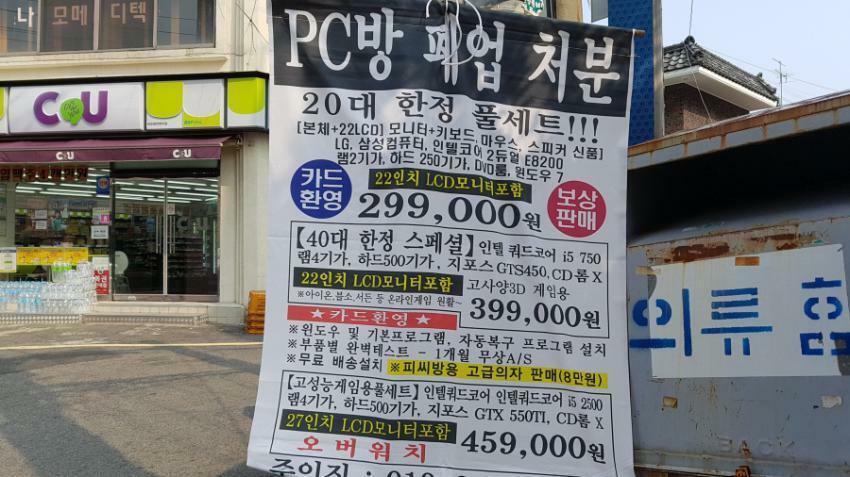 나 모메 디텍
CU
CU
PC방 폐업 처분
20대 한정 풀세트!!!
[본체+22LCD] 모니터+키보드, 마우스, 스피커 신품]
LG, 삼성컴퓨터, 인텔코어 2듀얼 E8200
램2기가, 하드 250기가, DVD롬, 윈도우 7
카드
환영
22인치 LCD모니터포함
299,000원
보상
판매
【40대 한정 스페셜】 인텔 쿼드코어 i5 750
램4기가, 하드500기가, 지포스 GTS450, CD롬 X
22인치 LCD모니터포함 고사양3D 게임용
※아이온,블소,서든 등 온라인게임 원활~ 399,000원
★카드환영★
※윈도우 및 기본프로그램, 자동복구 프로그램 설치
※부품별 완벽테스트 - 1개월 무상A/S
※무료 배송설치 ※피씨방용 고급의자 판매(8만원)
【고성능게임용풀세트】 인텔쿼드코어 인텔쿼드코어 i5 2500
램4기가, 하드500기가, 지포스 GTX 550TI, CD롬 X
27인치 LCD모니터포함
오버워치 459,000원
의류함
BACK